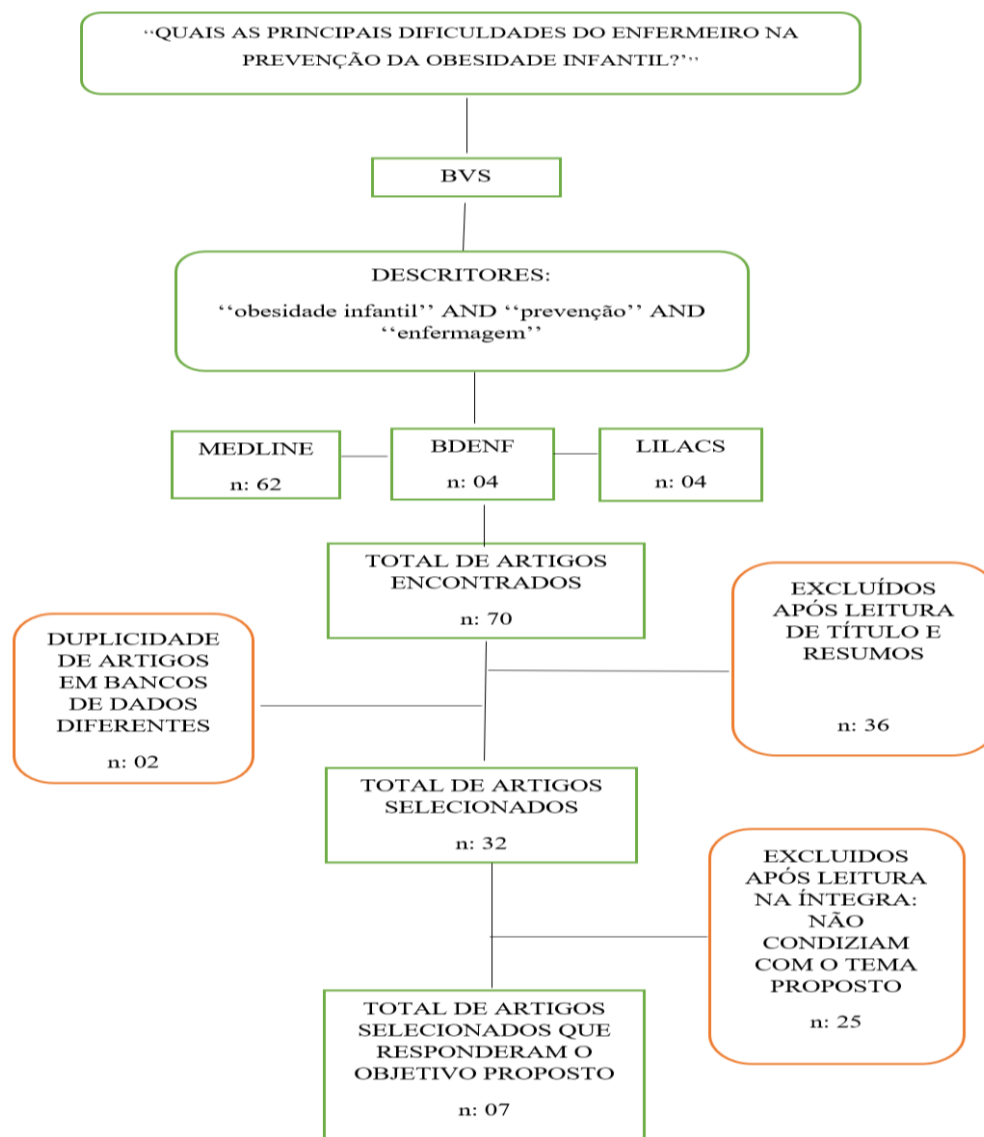 ‘‘QUAIS AS PRINCIPAIS DIFICULDADES DO ENFERMEIRO NA
PREVENÇÃO DA OBESIDADE INFANTIL?’’’
BVS
DESCRITORES:
‘‘obesidade infantil’’ AND ‘‘prevenção’’ AND
‘‘enfermagem’’
MEDLINE
n: 62
BDENF
n: 04
LILACS
n: 04
TOTAL DE ARTIGOS
ENCONTRADOS
n: 70
DUPLICIDADE
DE ARTIGOS
EM BANCOS
DE DADOS
DIFERENTES
n: 02
EXCLUÍDOS
APÓS LEITURA
DE TÍTULO E
RESUMOS
n: 36
TOTAL DE ARTIGOS
SELECIONADOS
n: 32
EXCLUIDOS
APÓS LEITURA
NA ÍNTEGRA:
NÃO
CONDIZIAM
COM O TEMA
PROPOSTO
n: 25
TOTAL DE ARTIGOS
SELECIONADOS QUE
RESPONDERAM O
OBJETIVO PROPOSTO
n: 07